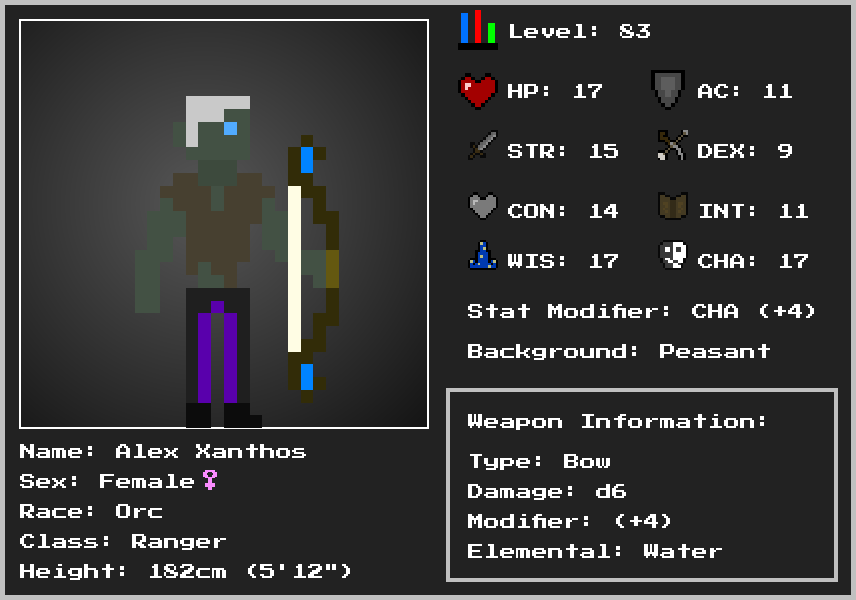 Level: 83
HP: 17
AC: 11
STR: 15
DEX: 9
CON: 14
INT: 11
WIS: 17
CHA: 17
Stat Modifier: CHA (+4)
Background: Peasant
Weapon Information:
Type: Bow
Damage: d6
Modifier: (+4)
Elemental: Water
Name: Alex Xanthos
Sex: Female♀
Race: Orc
Class: Ranger
Height: 182cm (5'12")